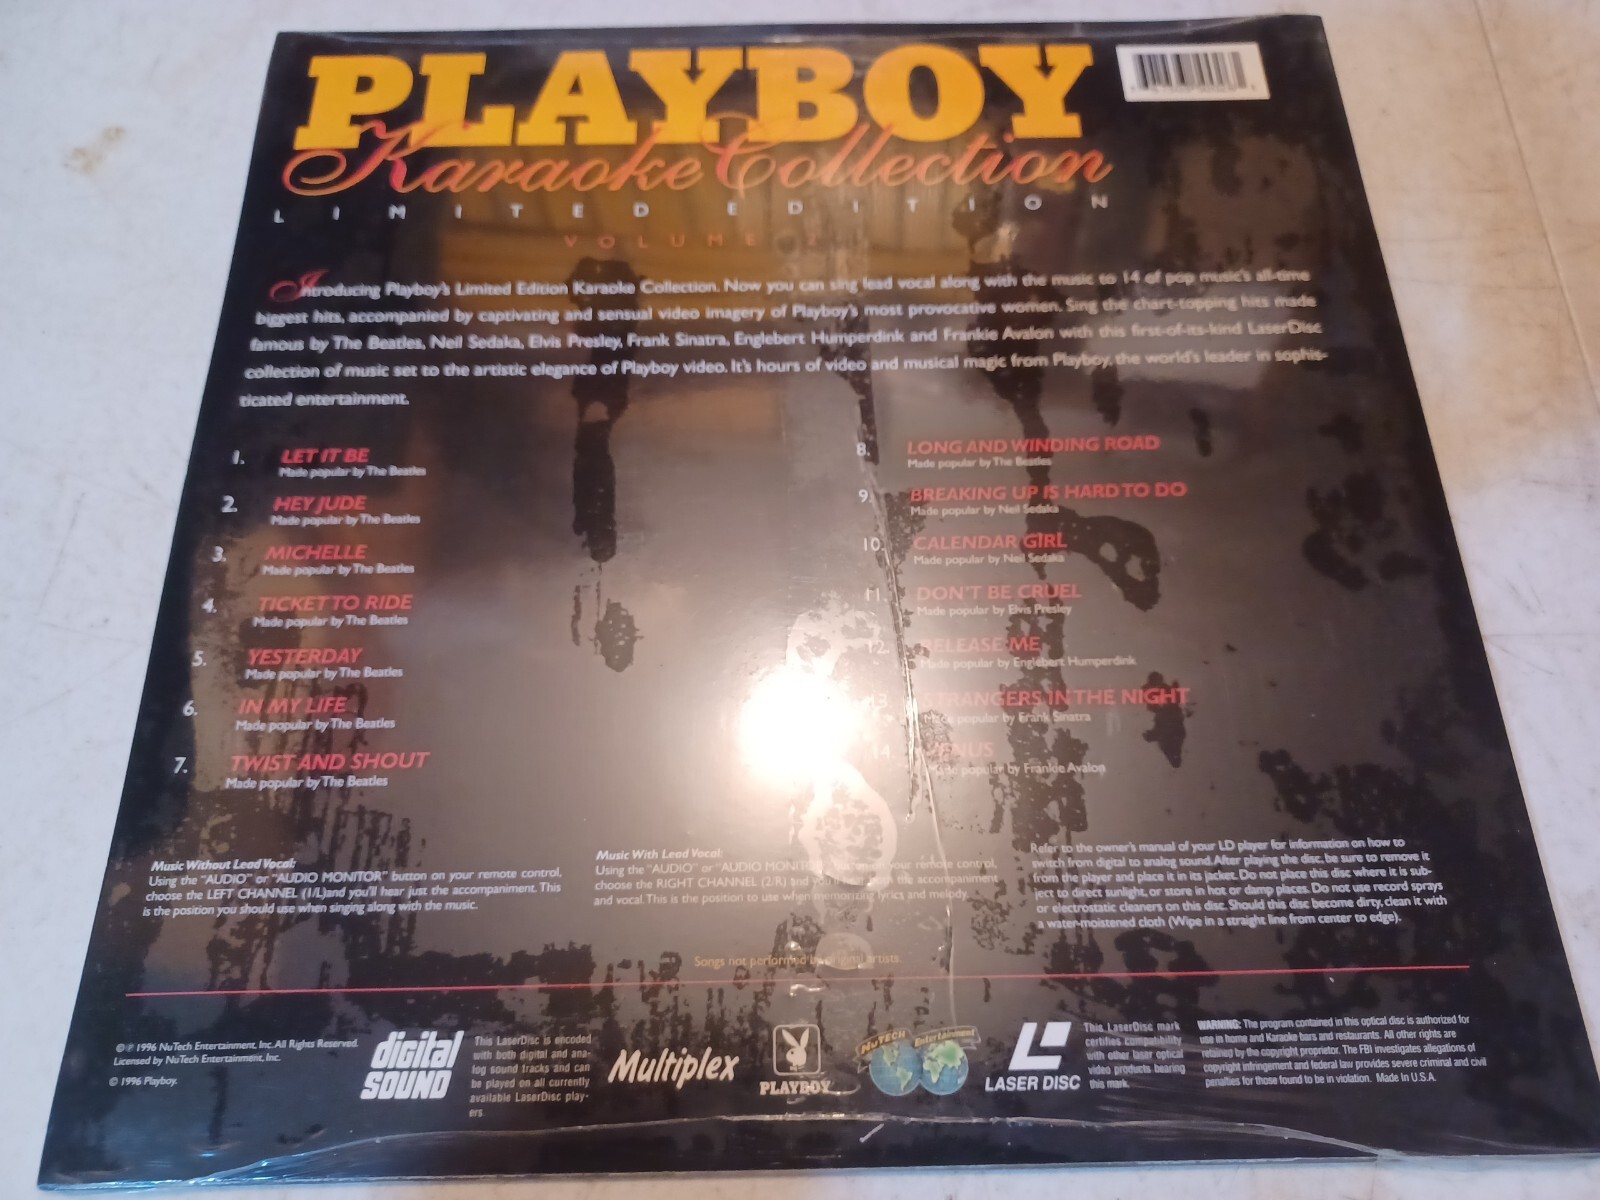 PLAYBOY
Karaoke Collection
LIMITED EDITION
VOLUME 2
Introducing Playboy's Limited Edition Karaoke Collection. Now you can sing lead vocal along with the music to 14 of pop music's all-time
biggest hits, accompanied by captivating and sensual video imagery of Playboy's most provocative women. Sing the chart-topping hits made
famous by The Beatles, Neil Sedaka, Elvis Presley, Frank Sinatra, Englebert Humperdink and Frankie Avalon with this first-of-its-kind LaserDisc
collection of music set to the artistic elegance of Playboy video. It's hours of video and musical magic from Playboy, the world's leader in sophis-
ticated entertainment.
1. LET IT BE
Made popular by The Beatles
2. HEY JUDE
Made popular by The Beatles
3. MICHELLE
Made popular by The Beatles
4. TICKET TO RIDE
Made popular by The Beatles
5. YESTERDAY
Made popular by The Beatles
6. IN MY LIFE
Made popular by The Beatles
7. TWIST AND SHOUT
Made popular by The Beatles
8. LONG AND WINDING ROAD
Made popular by The Beatles
9. BREAKING UP IS HARD TO DO
Made popular by Neil Sedaka
10. CALENDAR GIRL
Made popular by Neil Sedaka
11. DON'T BE CRUEL
Made popular by Elvis Presley
12. RELEASE ME
Made popular by Englebert Humperdink
13. STRANGERS IN THE NIGHT
Made popular by Frank Sinatra
14. VENUS
Made popular by Frankie Avalon
Music Without Lead Vocal:
Using the "AUDIO" or "AUDIO MONITOR" button on your remote control,
choose the LEFT CHANNEL (1/L)and you'll hear just the accompaniment. This
is the position you should use when singing along with the music.
Music With Lead Vocal:
Using the "AUDIO" or "AUDIO MONITOR" button on your remote control,
choose the RIGHT CHANNEL (2/R) and you'll hear the accompaniment
and vocal. This is the position to use when memorizing lyrics and melody.
Refer to the owner's manual of your LD player for information on how to
switch from digital to analog sound. After playing the disc, be sure to remove it
from the player and place it in its jacket. Do not place this disc where it is sub-
ject to direct sunlight, or store in hot or damp places. Do not use record sprays
or electrostatic cleaners on this disc. Should this disc become dirty, clean it with
a water-moistened cloth (Wipe in a straight line from center to edge).
Songs not performed by original artists
©℗ 1996 NuTech Entertainment, Inc. All Rights Reserved.
Licensed by NuTech Entertainment, Inc.
© 1996 Playboy.
digital
SOUND
This LaserDisc is encoded
with both digital and ana-
log sound tracks and can
be played on all currently
available LaserDisc play-
ers.
Multiplex
PLAYBOY
NuTECH Entertainment
LASER DISC
This LaserDisc mark
certifies compatibility
with other laser optical
video products bearing
this mark.
WARNING: The program contained in this optical disc is authorized for
use in home and Karaoke bars and restaurants. All other rights are
retained by the copyright proprietor. The FBI investigates allegations of
copyright infringement and federal law provides severe criminal and civil
penalties for those found to be in violation. Made in U.S.A.